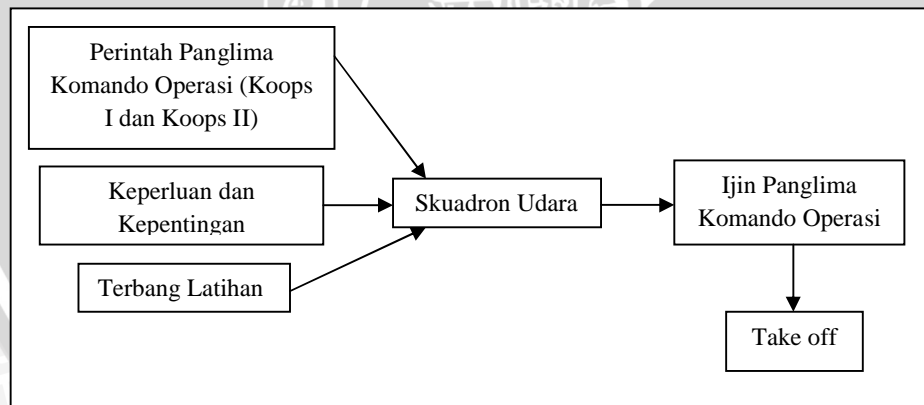 Perintah Panglima
Komando Operasi (Koops
I dan Koops II)
Keperluan dan
Kepentingan
Terbang Latihan
Skuadron Udara
Ijin Panglima
Komando Operasi
Take off